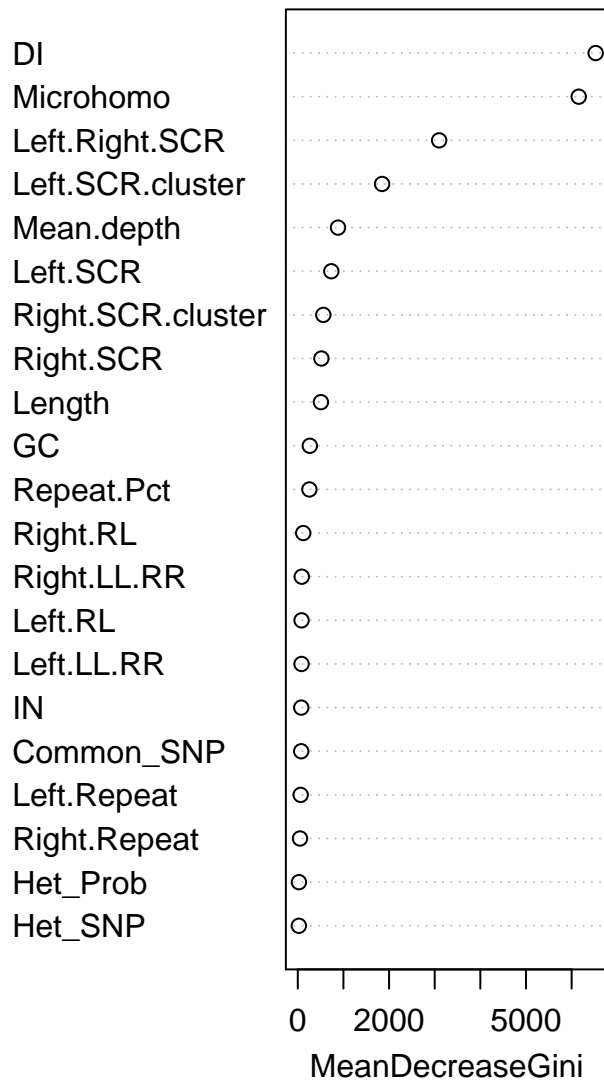 DI
Microhomo
Left.Right.SCR
Left.SCR.cluster
Mean.depth
Left.SCR
Right.SCR.cluster
Right.SCR
Length
GC
Repeat.Pct
Right.RL
Right.LL.RR
Left.RL
Left.LL.RR
IN
Common_SNP
Left.Repeat
Right.Repeat
Het_Prob
Het_SNP
0 2000 5000
MeanDecreaseGini